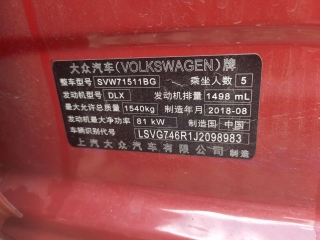 大众汽车(VOLKSWAGEN)牌
整车型号 SVW71511BG 乘坐人数 5
发动机型号 DLX 发动机排量 1498 mL
最大允许总质量 1540kg 制造年月 2018-08
发动机最大净功率 81 kW 制造国 中国
车辆识别代号 LSVG746R1J2098983
上汽大众汽车有限公司 制造